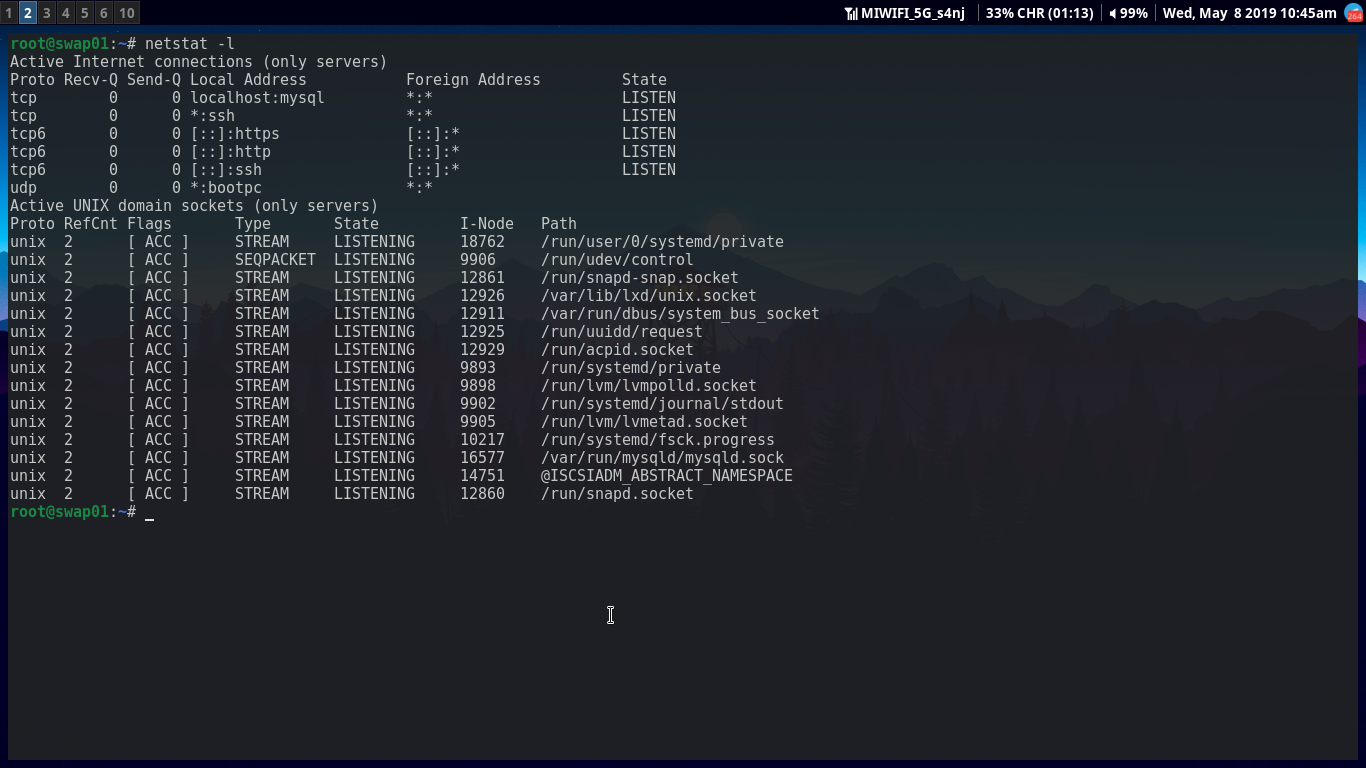 1 2 3 4 5 6 10 MIWIFI_5G_s4nj 33% CHR (01:13) 99% Wed, May 8 2019 10:45am 264
root@swap01:~# netstat -l
Active Internet connections (only servers)
Proto Recv-Q Send-Q Local Address Foreign Address State
tcp 0 0 localhost:mysql *:* LISTEN
tcp 0 0 *:ssh *:* LISTEN
tcp6 0 0 [::]:https [::]:* LISTEN
tcp6 0 0 [::]:http [::]:* LISTEN
tcp6 0 0 [::]:ssh [::]:* LISTEN
udp 0 0 *:bootpc *:*
Active UNIX domain sockets (only servers)
Proto RefCnt Flags Type State I-Node Path
unix 2 [ ACC ] STREAM LISTENING 18762 /run/user/0/systemd/private
unix 2 [ ACC ] SEQPACKET LISTENING 9906 /run/udev/control
unix 2 [ ACC ] STREAM LISTENING 12861 /run/snapd-snap.socket
unix 2 [ ACC ] STREAM LISTENING 12926 /var/lib/lxd/unix.socket
unix 2 [ ACC ] STREAM LISTENING 12911 /var/run/dbus/system_bus_socket
unix 2 [ ACC ] STREAM LISTENING 12925 /run/uuidd/request
unix 2 [ ACC ] STREAM LISTENING 12929 /run/acpid.socket
unix 2 [ ACC ] STREAM LISTENING 9893 /run/systemd/private
unix 2 [ ACC ] STREAM LISTENING 9898 /run/lvm/lvmpolld.socket
unix 2 [ ACC ] STREAM LISTENING 9902 /run/systemd/journal/stdout
unix 2 [ ACC ] STREAM LISTENING 9905 /run/lvm/lvmetad.socket
unix 2 [ ACC ] STREAM LISTENING 10217 /run/systemd/fsck.progress
unix 2 [ ACC ] STREAM LISTENING 16577 /var/run/mysqld/mysqld.sock
unix 2 [ ACC ] STREAM LISTENING 14751 @ISCSIADM_ABSTRACT_NAMESPACE
unix 2 [ ACC ] STREAM LISTENING 12860 /run/snapd.socket
root@swap01:~# _